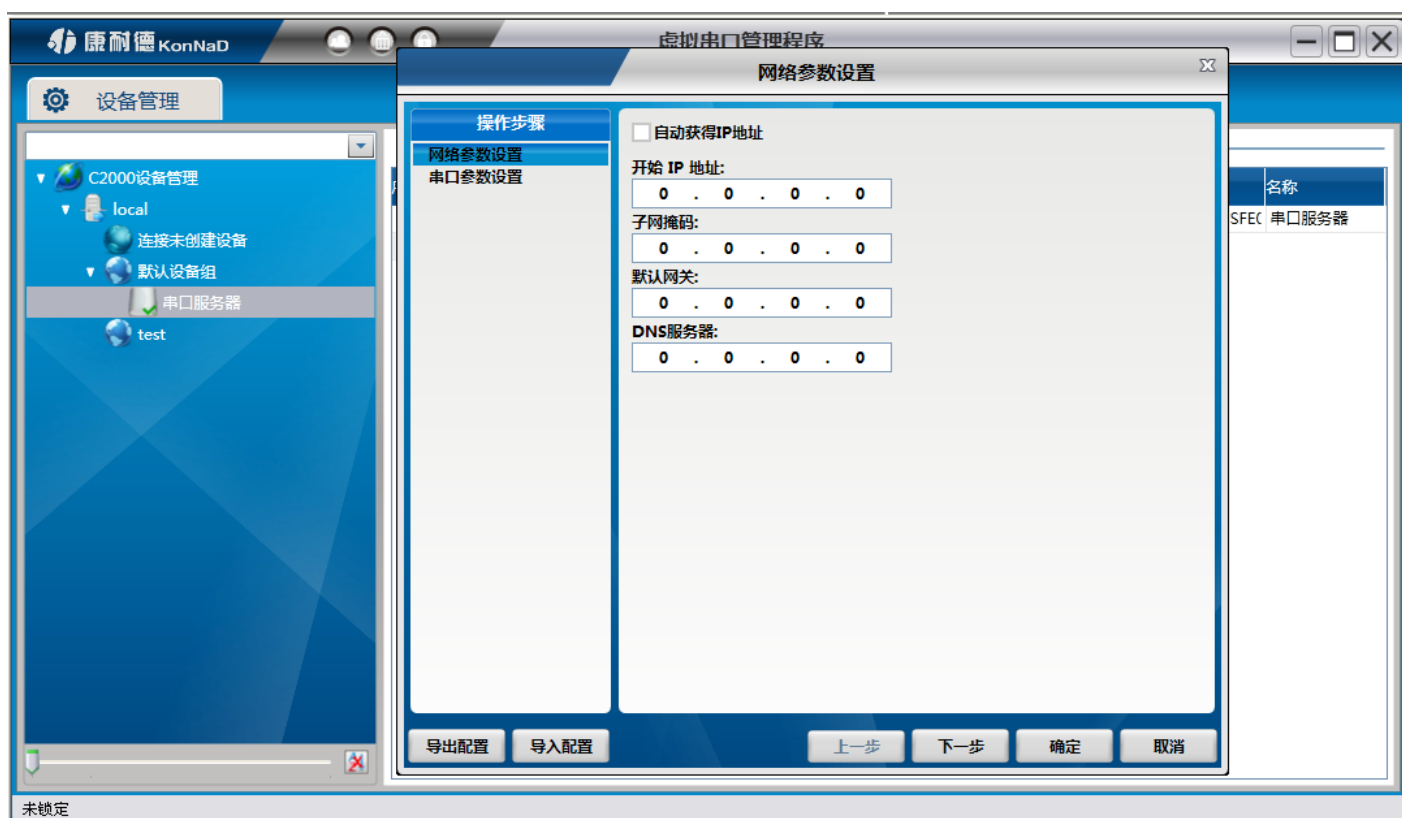 康耐德 KonNaD
虚拟串口管理程序
网络参数设置
设备管理
操作步骤
网络参数设置
串口参数设置
自动获得IP地址
开始 IP 地址:
0 . 0 . 0 . 0
子网掩码:
0 . 0 . 0 . 0
默认网关:
0 . 0 . 0 . 0
DNS服务器:
0 . 0 . 0 . 0
C2000设备管理
local
连接未创建设备
默认设备组
串口服务器
test
名称
SFEC 串口服务器
导出配置 导入配置 上一步 下一步 确定 取消
未锁定